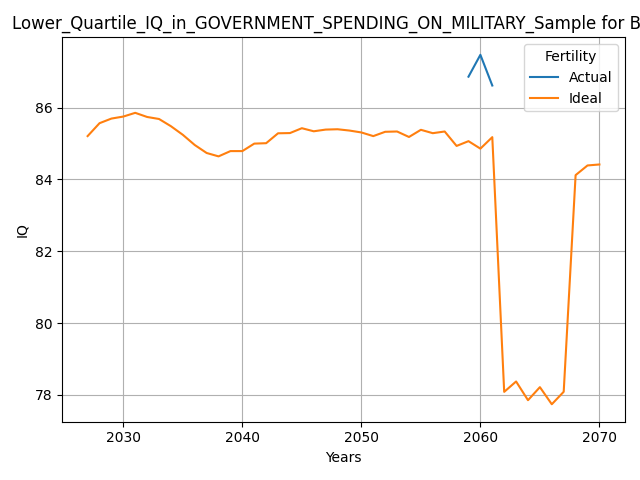 Lower_Quartile_IQ_in_GOVERNMENT_SPENDING_ON_MILITARY_Sample for B
Fertility
Actual
Ideal
IQ
86
84
82
80
78
2030 2040 2050 2060 2070
Years